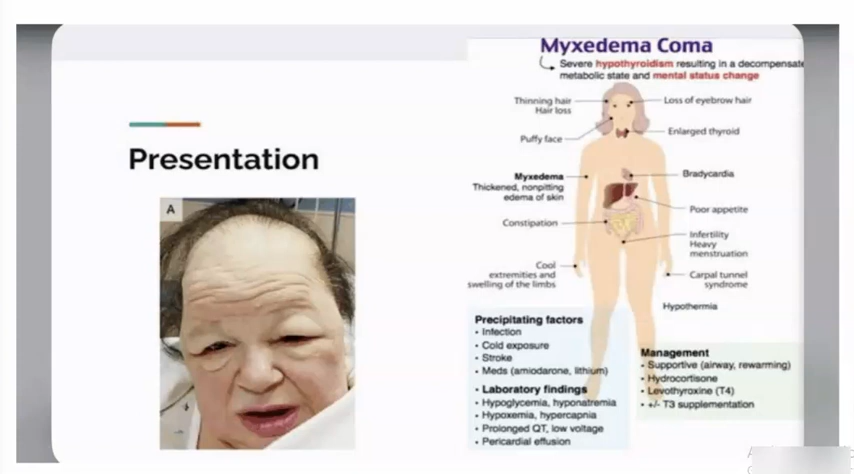 Presentation
A
Myxedema Coma
Severe hypothyroidism resulting in a decompensate
metabolic state and mental status change
Thinning hair
Hair loss
Loss of eyebrow hair
Puffy face
Enlarged thyroid
Myxedema
Thickened, nonpitting
edema of skin
Bradycardia
Poor appetite
Constipation
Infertility
Heavy
menstruation
Cool
extremities and
swelling of the limbs
Carpal tunnel
syndrome
Hypothermia
Precipitating factors
• Infection
• Cold exposure
• Stroke
• Meds (amiodarone, lithium)
• Laboratory findings
• Hypoglycemia, hyponatremia
• Hypoxemia, hypercapnia
• Prolonged QT, low voltage
• Pericardial effusion
Management
• Supportive (airway, rewarming)
• Hydrocortisone
• Levothyroxine (T4)
• +/- T3 supplementation